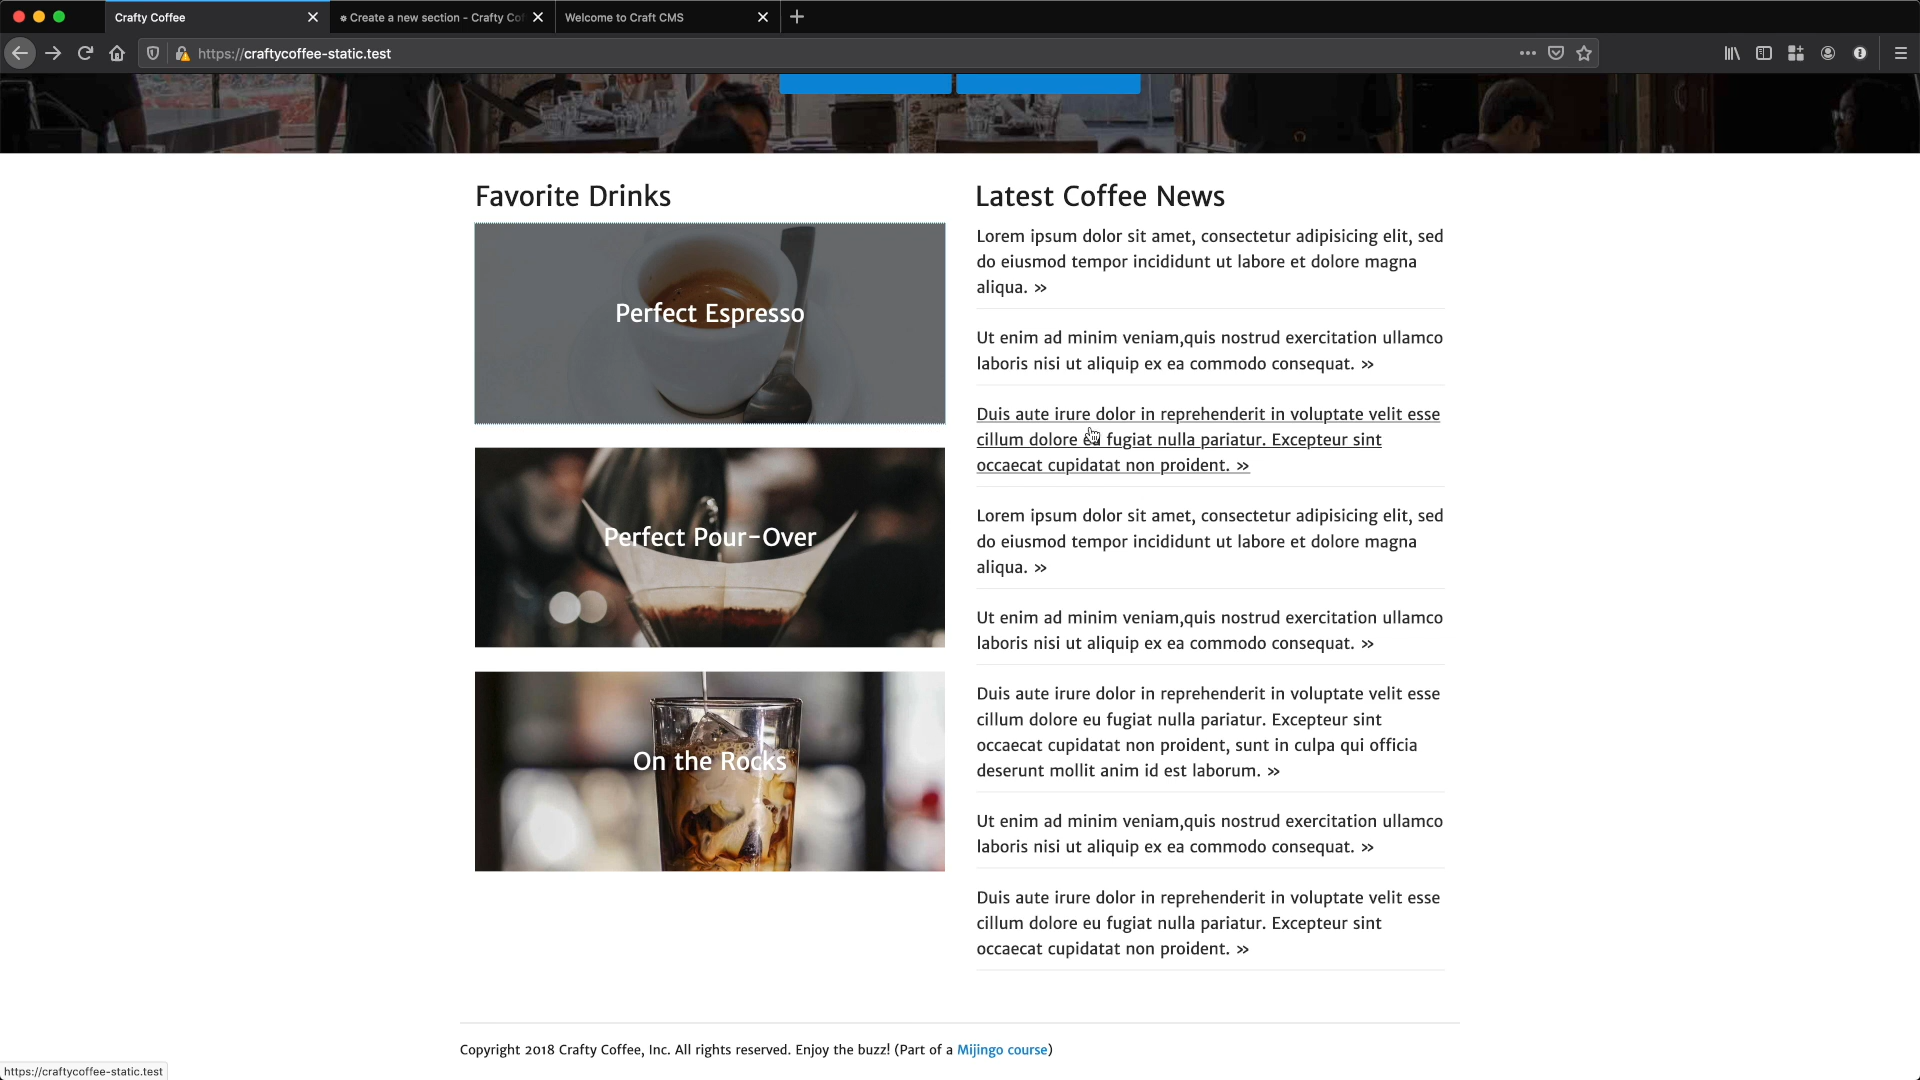 Crafty Coffee
Create a new section - Crafty Cof
Welcome to Craft CMS
https://craftycoffee-static.test
Favorite Drinks
Perfect Espresso
Perfect Pour-Over
On the Rocks
Latest Coffee News
Lorem ipsum dolor sit amet, consectetur adipisicing elit, sed
do eiusmod tempor incididunt ut labore et dolore magna
aliqua. »
Ut enim ad minim veniam,quis nostrud exercitation ullamco
laboris nisi ut aliquip ex ea commodo consequat. »
Duis aute irure dolor in reprehenderit in voluptate velit esse
cillum dolore eu fugiat nulla pariatur. Excepteur sint
occaecat cupidatat non proident. »
Lorem ipsum dolor sit amet, consectetur adipisicing elit, sed
do eiusmod tempor incididunt ut labore et dolore magna
aliqua. »
Ut enim ad minim veniam,quis nostrud exercitation ullamco
laboris nisi ut aliquip ex ea commodo consequat. »
Duis aute irure dolor in reprehenderit in voluptate velit esse
cillum dolore eu fugiat nulla pariatur. Excepteur sint
occaecat cupidatat non proident, sunt in culpa qui officia
deserunt mollit anim id est laborum. »
Ut enim ad minim veniam,quis nostrud exercitation ullamco
laboris nisi ut aliquip ex ea commodo consequat. »
Duis aute irure dolor in reprehenderit in voluptate velit esse
cillum dolore eu fugiat nulla pariatur. Excepteur sint
occaecat cupidatat non proident. »
Copyright 2018 Crafty Coffee, Inc. All rights reserved. Enjoy the buzz! (Part of a Mijingo course)
https://craftycoffee-static.test